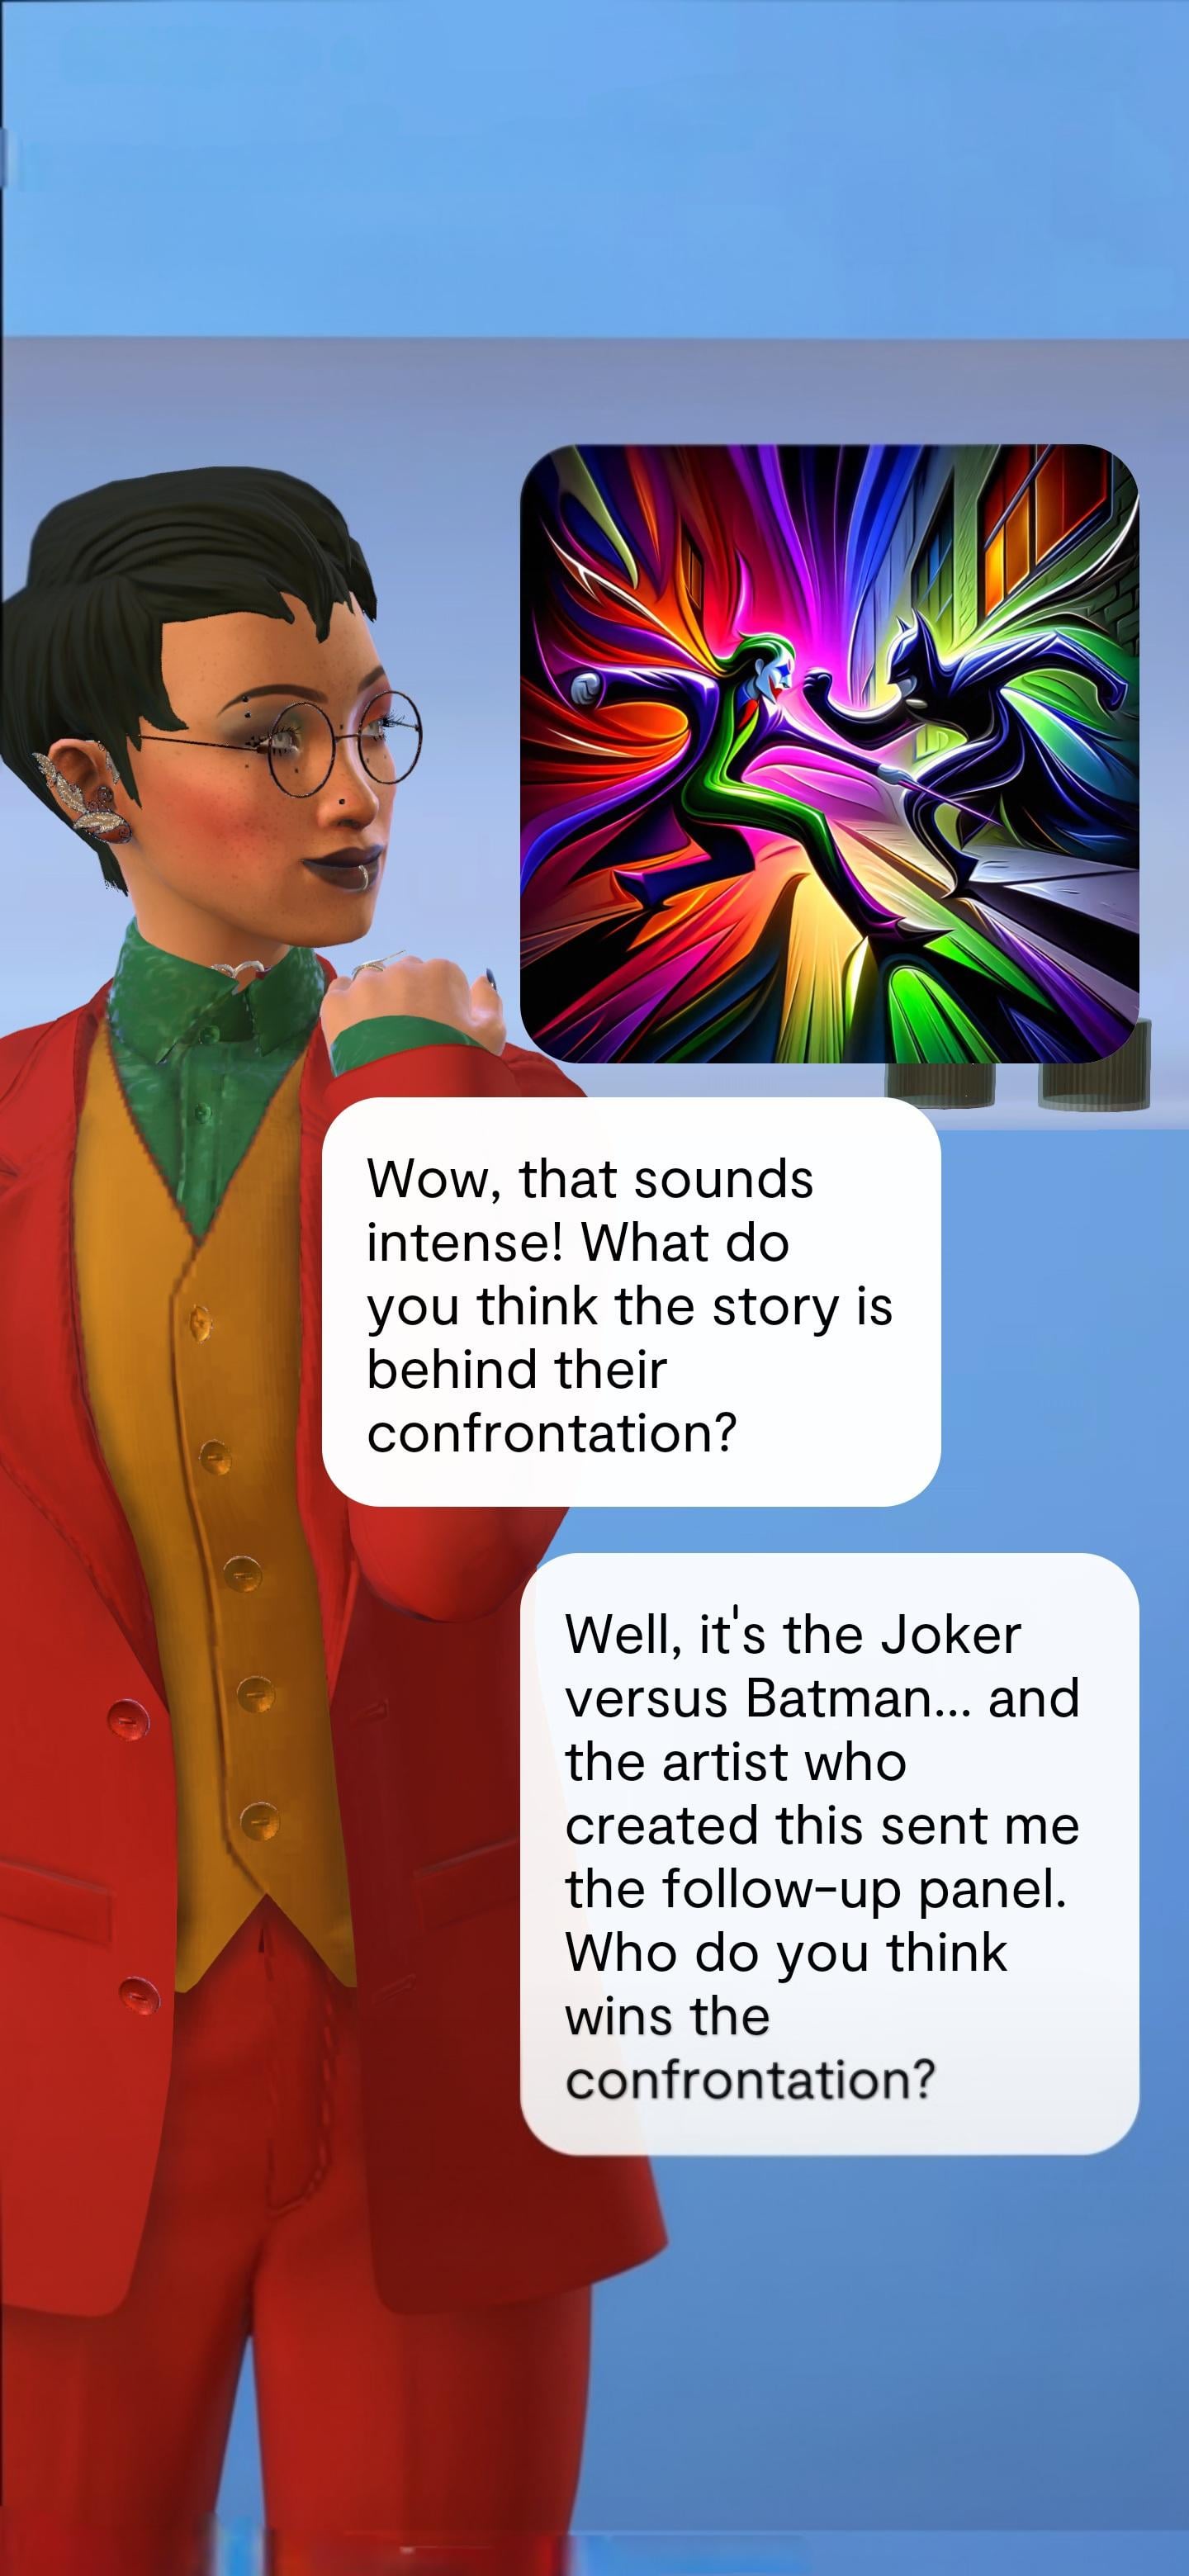 Wow, that sounds
intense! What do
you think the story is
behind their
confrontation?
Well, it's the Joker
versus Batman... and
the artist who
created this sent me
the follow-up panel.
Who do you think
wins the
confrontation?